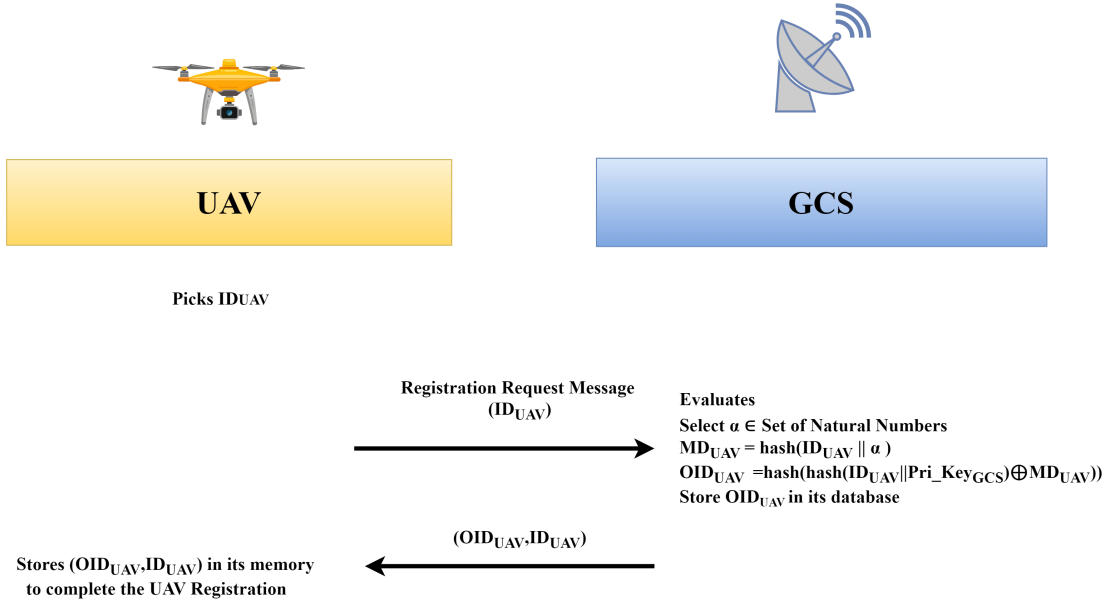 UAV
GCS
Picks IDUAV
Registration Request Message
(IDUAV)
Evaluates
Select α ∈ Set of Natural Numbers
MDUAV = hash(IDUAV || α )
OIDUAV =hash(hash(IDUAV||Pri_KeyGCS)⊕MDUAV))
Store OIDUAV in its database
(OIDUAV,IDUAV)
Stores (OIDUAV,IDUAV) in its memory
to complete the UAV Registration